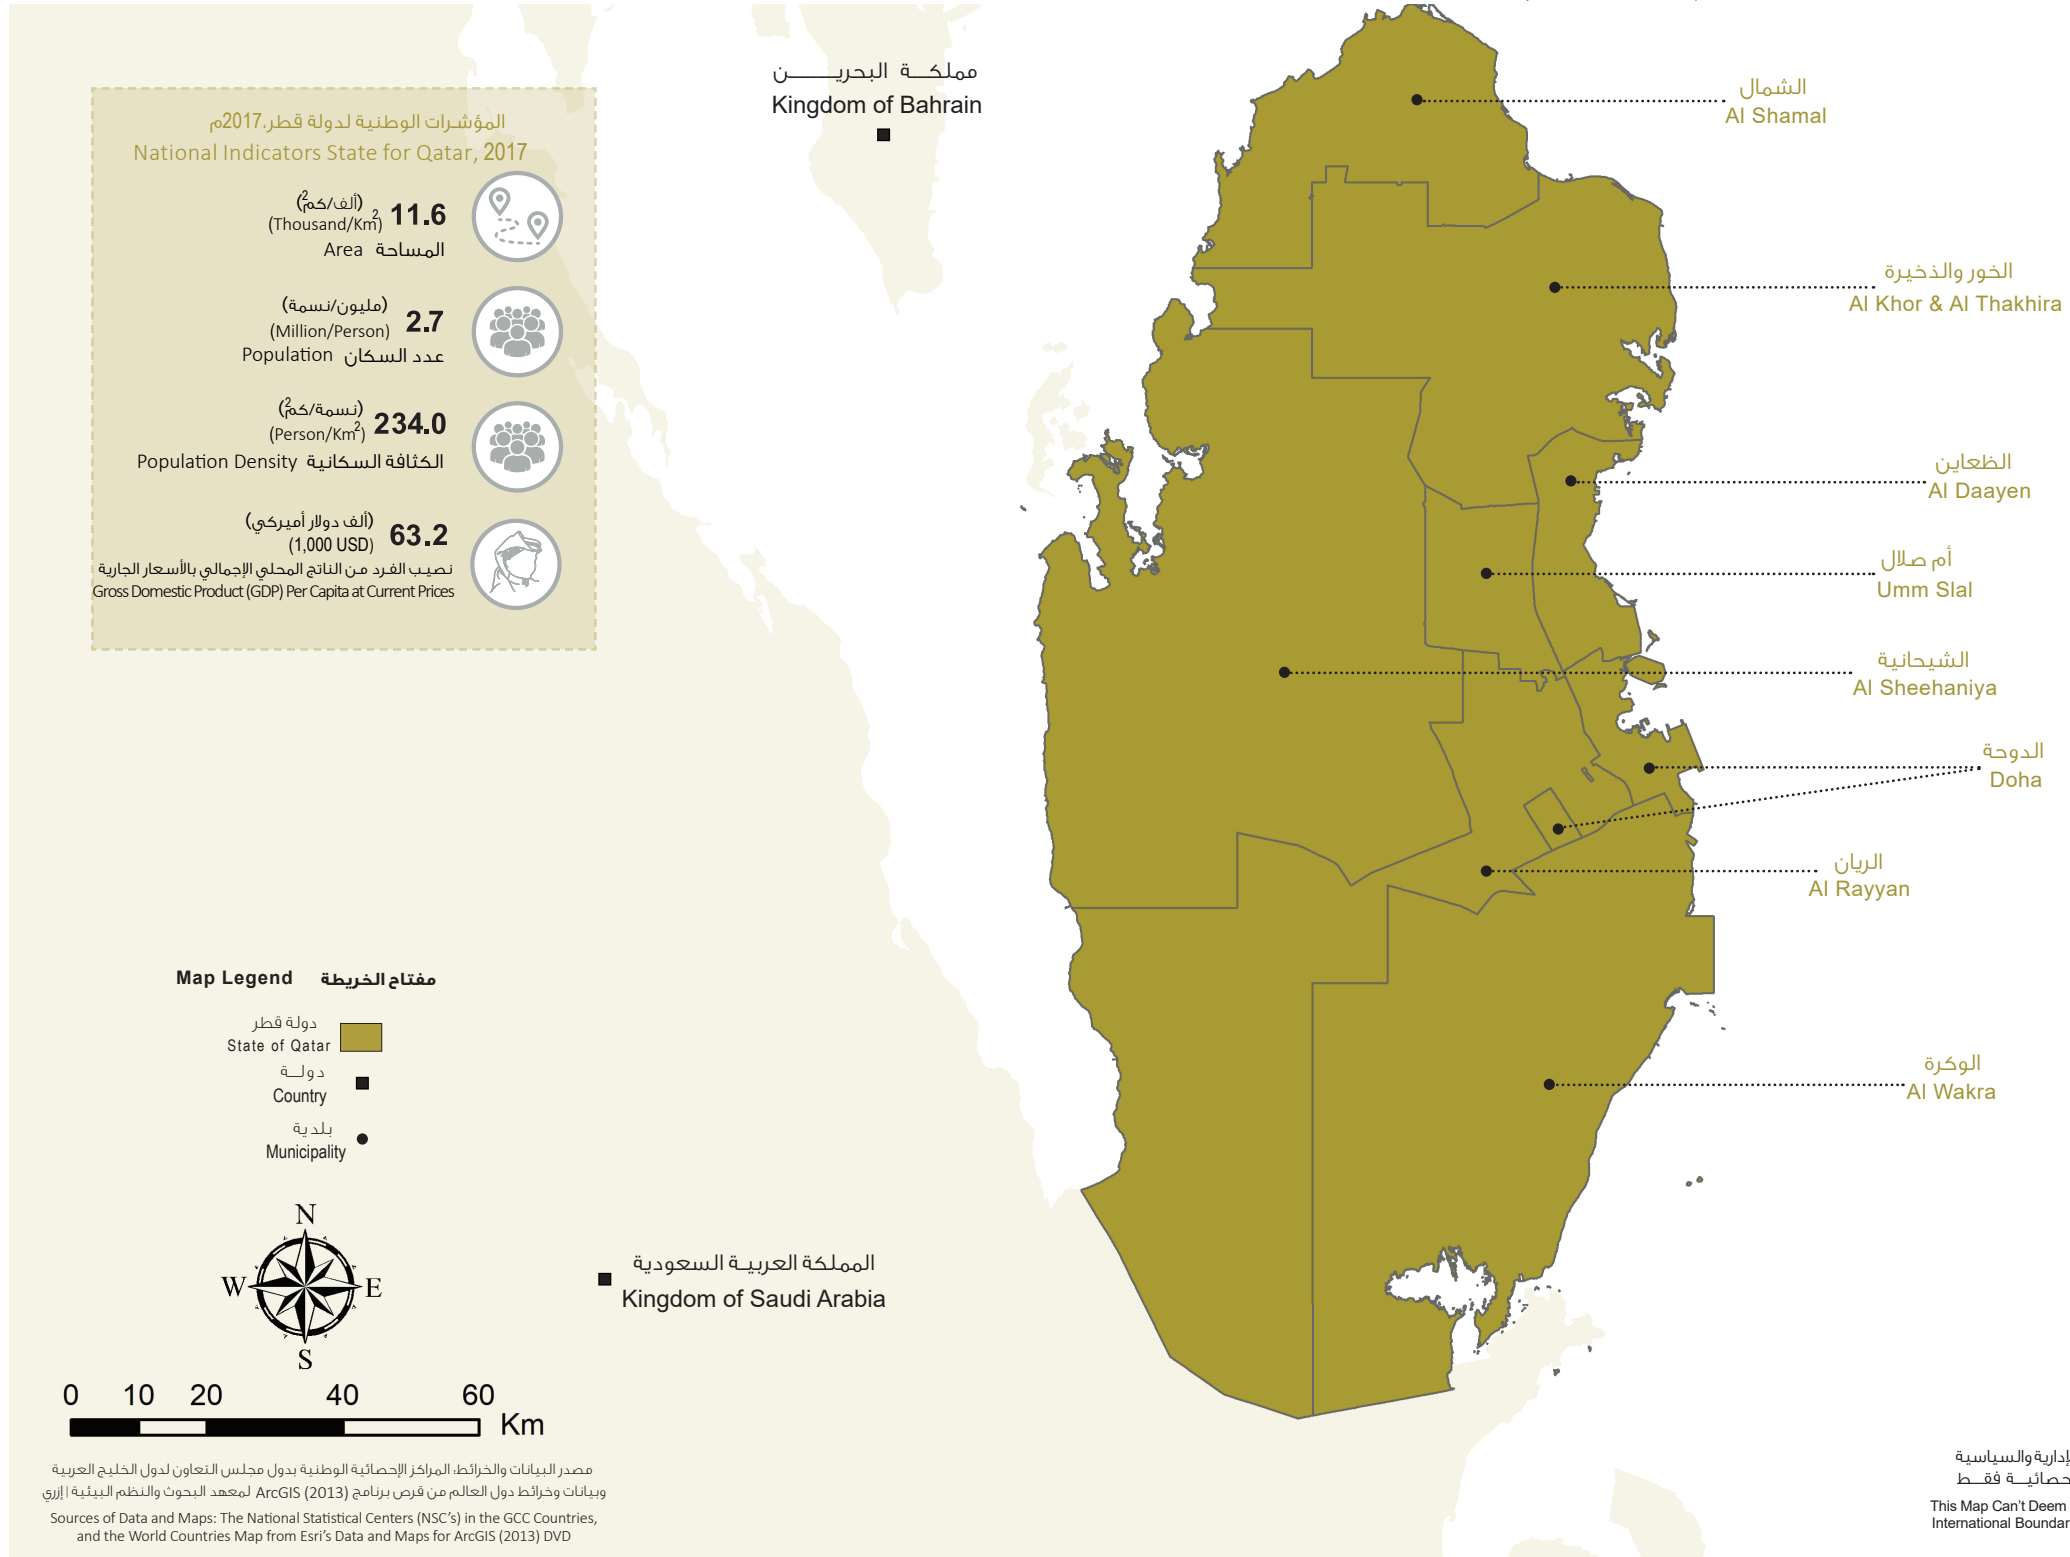 المؤشرات الوطنية لدولة قطر،2017م
National Indicators State for Qatar, 2017
(ألف/كم2)
(Thousand/Km2) 11.6
Area المساحة
(مليون/نسمة)
(Million/Person) 2.7
Population عدد السكان
(نسمة/كم2)
(Person/Km2) 234.0
Population Density الكثافة السكانية
(ألف دولار أميركي)
(1,000 USD) 63.2
نصيب الفرد من الناتج المحلي الإجمالي بالأسعار الجارية
Gross Domestic Product (GDP) Per Capita at Current Prices
مملكة البحرين
Kingdom of Bahrain
الشمال
Al Shamal
الخور والذخيرة
Al Khor & Al Thakhira
الظعاين
Al Daayen
أم صلال
Umm Slal
الشيحانية
Al Sheehaniya
الدوحة
Doha
الريان
Al Rayyan
الوكرة
Al Wakra
Map Legend مفتاح الخريطة
دولة قطر
State of Qatar
دولة
Country
بلدية
Municipality
N
W E
S
المملكة العربية السعودية
Kingdom of Saudi Arabia
0 10 20 40 60
Km
مصدر البيانات والخرائط: المراكز الإحصائية الوطنية بدول مجلس التعاون لدول الخليج العربية
وبيانات وخرائط دول العالم من قرص برنامج ArcGIS (2013) لمعهد البحوث والنظم البيئية | إزري
Sources of Data and Maps: The National Statistical Centers (NSC's) in the GCC Countries,
and the World Countries Map from Esri's Data and Maps for ArcGIS (2013) DVD
لإدارية والسياسية
حصائية فقط
This Map Can't Deem
International Boundar